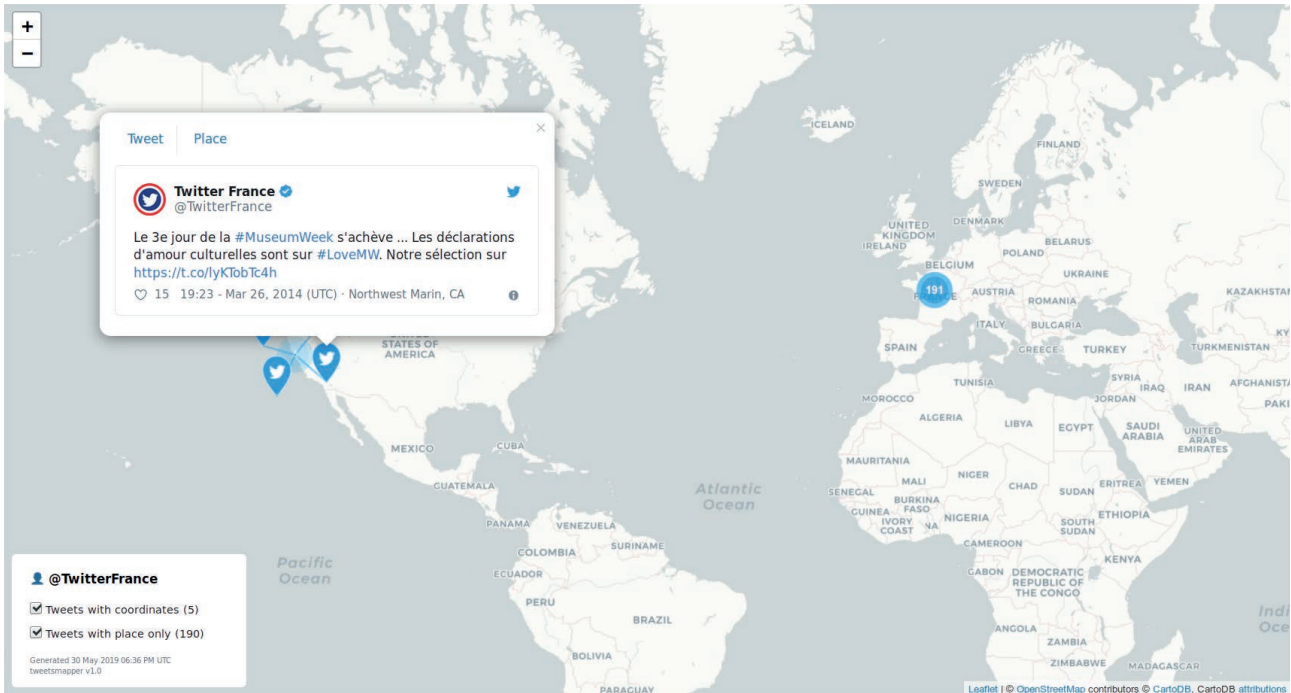 +
−
Tweet Place ×
Twitter France
@TwitterFrance
Le 3e jour de la #MuseumWeek s'achève ... Les déclarations
d'amour culturelles sont sur #LoveMW. Notre sélection sur
https://t.co/lyKTobTc4h
15 19:23 - Mar 26, 2014 (UTC) · Northwest Marin, CA
STATES OF
AMERICA
MEXICO
CUBA
GUATEMALA
PANAMA
VENEZUELA
COLOMBIA
SURINAME
ECUADOR
PERU
BRAZIL
BOLIVIA
PARAGUAY
Pacific
Ocean
Atlantic
Ocean
ICELAND
FINLAND
SWEDEN
UNITED
KINGDOM
DENMARK
IRELAND
POLAND
BELARUS
BELGIUM
UKRAINE
191
AUSTRIA
ROMANIA
KAZAKHSTAN
ITALY
BULGARIA
SPAIN
GREECE
TURKEY
KY
TURKMENISTAN
TUNISIA
SYRIA
IRAQ
IRAN
AFGHANISTA
MOROCCO
JORDAN
PAKI
ALGERIA
LIBYA
EGYPT
SAUDI
ARABIA
UNITED
ARAB
EMIRATES
MAURITANIA
MALI
NIGER
CHAD
SUDAN
ERITREA
YEMEN
SENEGAL
BURKINA
FASO
GUINEA
IVORY
COAST
NA
NIGERIA
SOUTH
SUDAN
ETHIOPIA
CAMEROON
KENYA
GABON
DEMOCRATIC
REPUBLIC OF
THE CONGO
ANGOLA
ZAMBIA
ZIMBABWE
MADAGASCAR
Indi
Oce
@TwitterFrance
Tweets with coordinates (5)
Tweets with place only (190)
Generated 30 May 2019 06:36 PM UTC
tweetsmapper v1.0
Leaflet | © OpenStreetMap contributors © CartoDB, CartoDB attributions